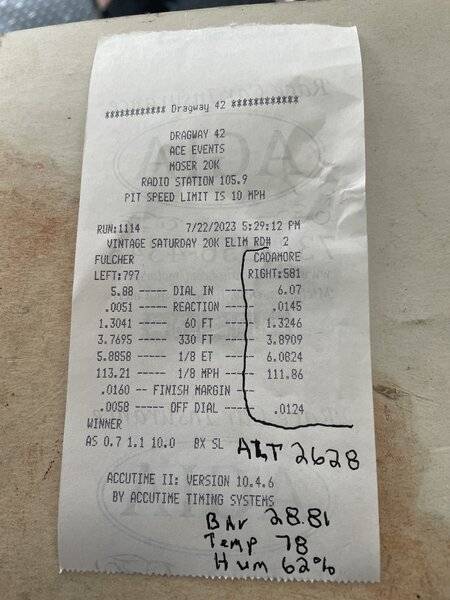 ************ Dragway 42 ************
DRAGWAY 42
ACE EVENTS
MOSER 20K
RADIO STATION 105.9
PIT SPEED LIMIT IS 10 MPH
RUN:1114 7/22/2023 5:29:12 PM
VINTAGE SATURDAY 20K ELIM RD# 2
FULCHER CADAMORE
LEFT:797 RIGHT:581
5.88 ----- DIAL IN ----- 6.07
.0051 ----- REACTION ----- .0145
1.3041 ----- 60 FT ----- 1.3246
3.7695 ----- 330 FT ----- 3.8909
5.8858 ----- 1/8 ET ----- 6.0824
113.21 ----- 1/8 MPH ----- 111.86
.0160 -- FINISH MARGIN ---
.0058 ----- OFF DIAL ----- .0124
WINNER
AS 0.7 1.1 10.0 BX SL ALT 2628
ACCUTIME II: VERSION 10.4.6
BY ACCUTIME TIMING SYSTEMS
BAr 28.81
Temp 78
Hum 62%